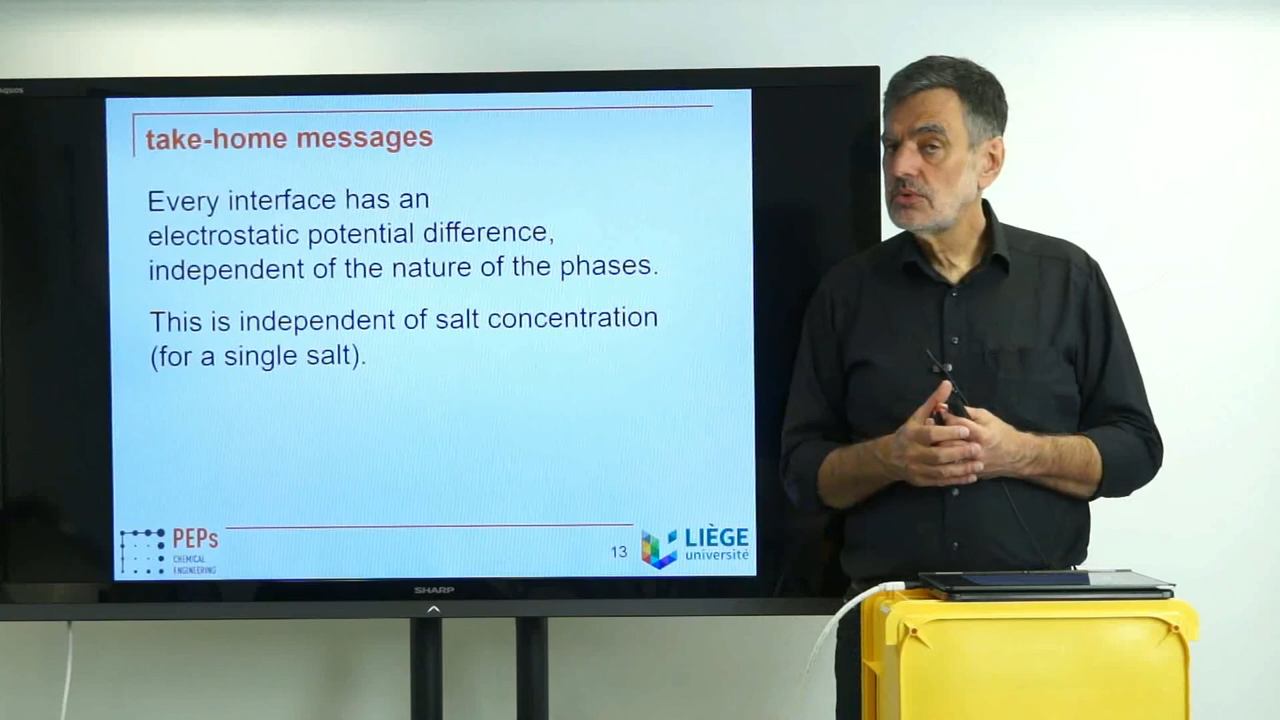 AQUOS
take-home messages
Every interface has an
electrostatic potential difference,
independent of the nature of the phases.
This is independent of salt concentration
(for a single salt).
PEPs
CHEMICAL
ENGINEERING
13
LIÈGE
université
SHARP